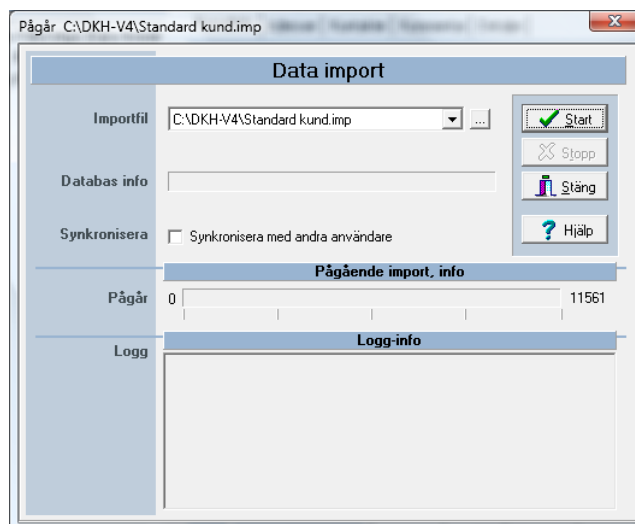 Pågår C:\DKH-V4\Standard kund.imp
Data import
Importfil
C:\DKH-V4\Standard kund.imp
...
Start
Stopp
Databas info
Stäng
Synkronisera
Synkronisera med andra användare
Hjälp
Pågående import, info
Pågår
0
11561
Logg-info
Logg